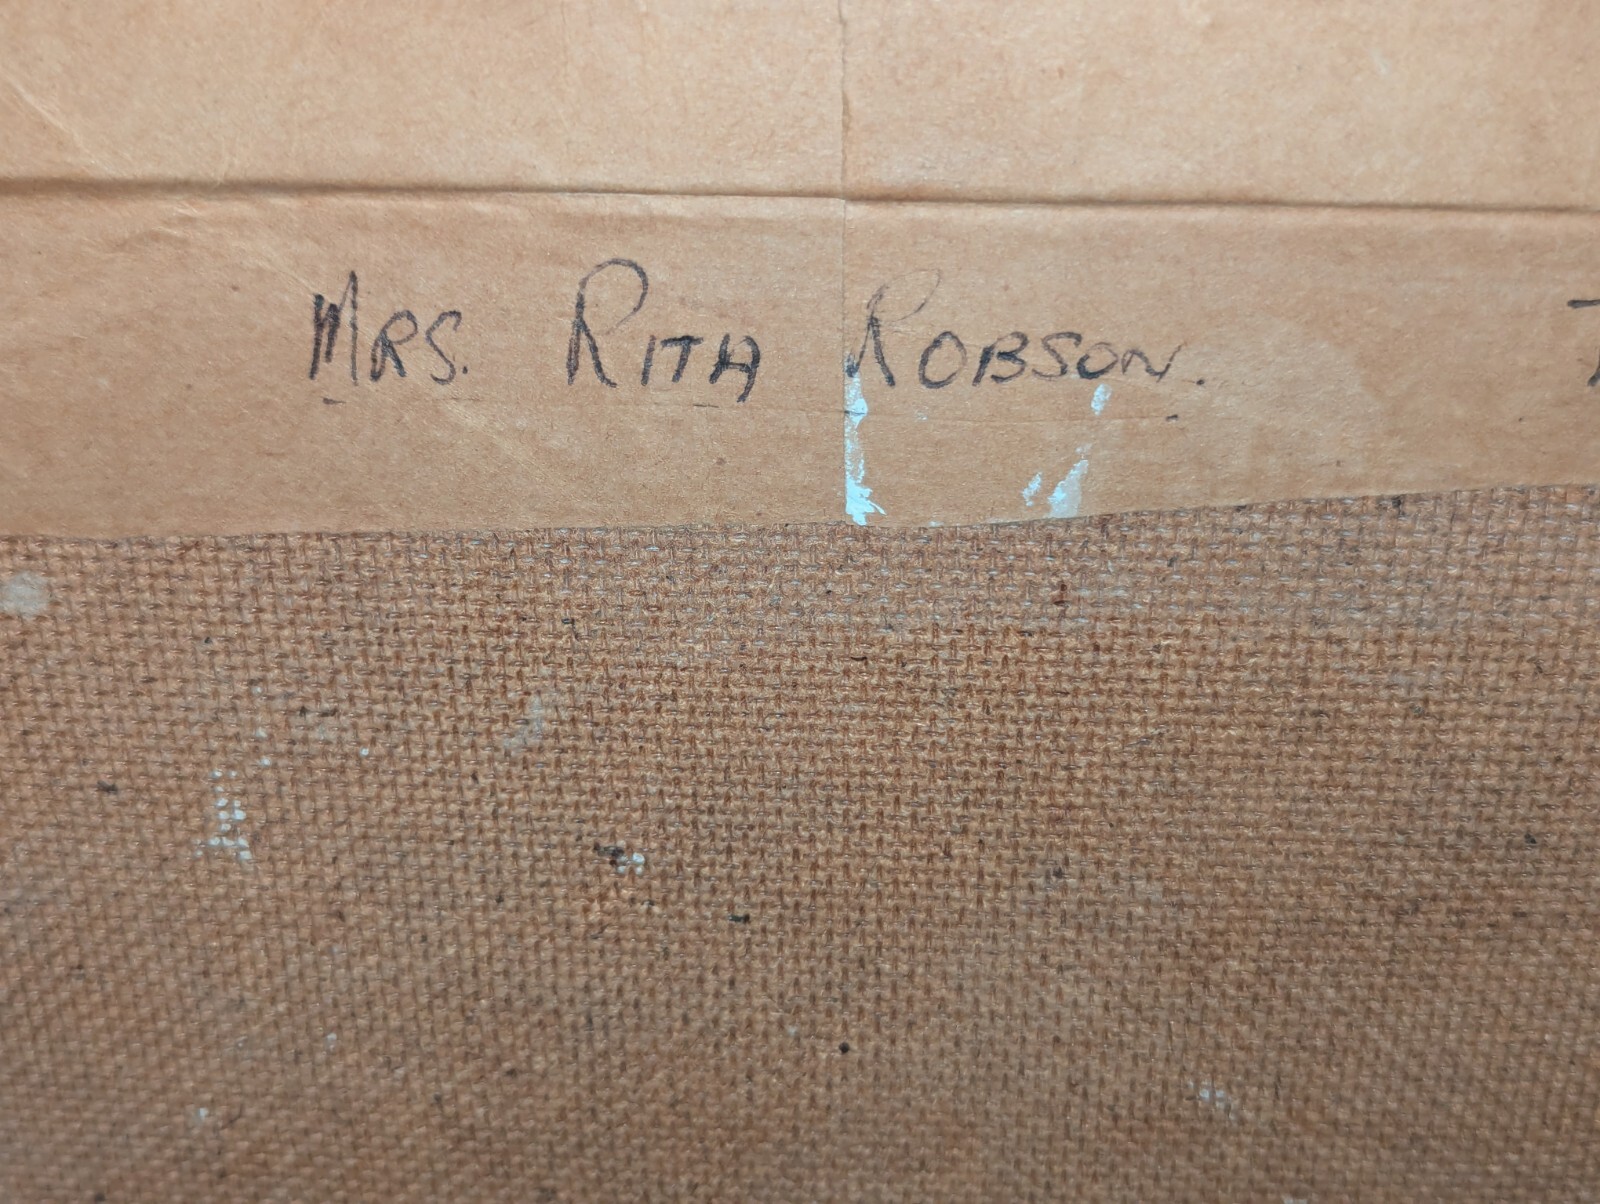 Mrs. Rita Robson.